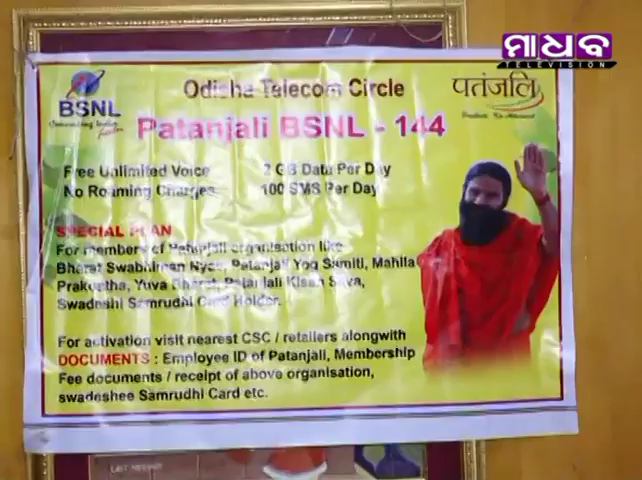 ମାଧବ
TELEVISION
BSNL
Connecting India
faster
Odisha Telecom Circle
पतंजलि
Patanjali BSNL - 144
Free Unlimited Voice 2 GB Data Per Day
No Roaming Charges 100 SMS Per Day
SPECIAL PLAN
For members of Patanjali organisation like
Bharat Swabhiman Nyas, Patanjali Yog Samiti, Mahila
Yuva Bharat, Patanjali Kisan Seva,
Swadeshi Samrudhi Card Holder.
For activation visit nearest CSC / retailers alongwith
DOCUMENTS : Employee ID of Patanjali, Membership
Fee documents / receipt of above organisation,
swadeshee Samrudhi Card etc.